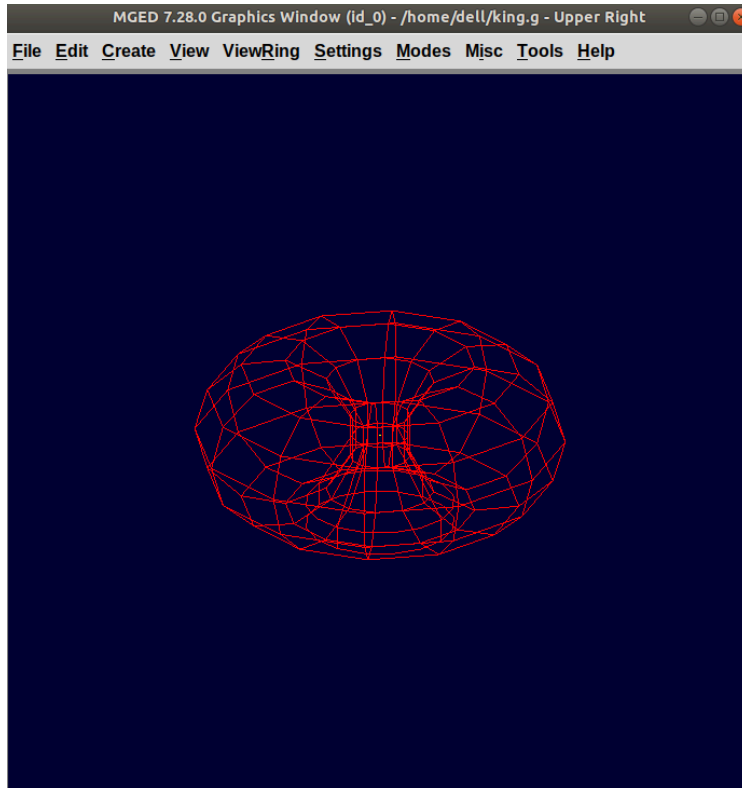 MGED 7.28.0 Graphics Window (id_0) - /home/dell/king.g - Upper Right
File Edit Create View ViewRing Settings Modes Misc Tools Help